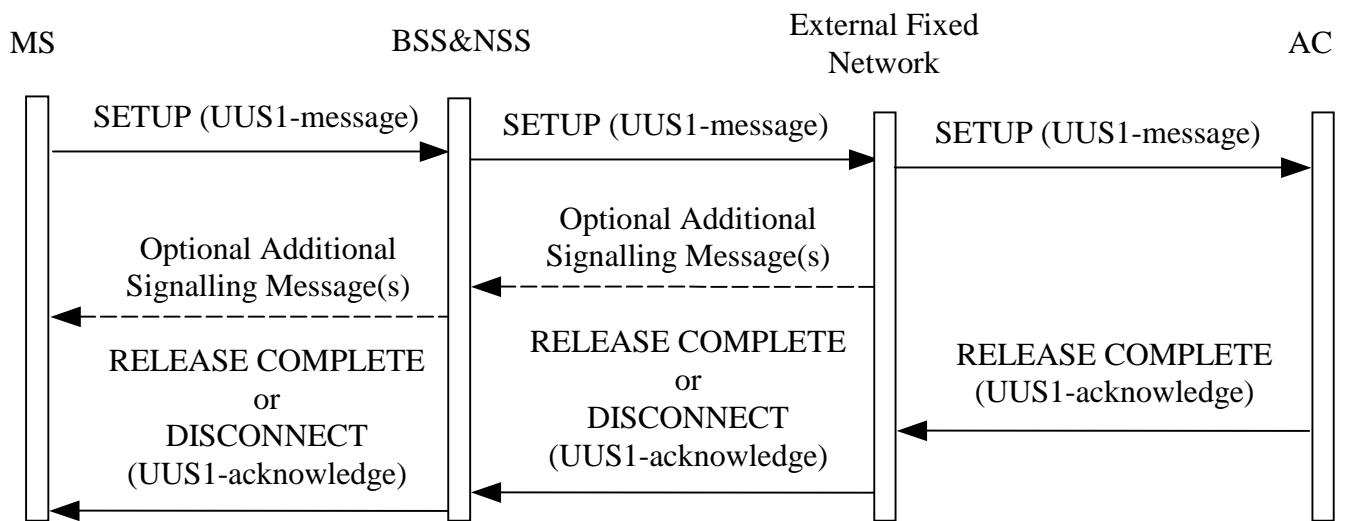 MS
BSS&NSS
External Fixed
Network
AC
SETUP (UUS1-message)
SETUP (UUS1-message)
SETUP (UUS1-message)
Optional Additional
Signalling Message(s)
Optional Additional
Signalling Message(s)
RELEASE COMPLETE
or
DISCONNECT
(UUS1-acknowledge)
RELEASE COMPLETE
or
DISCONNECT
(UUS1-acknowledge)
RELEASE COMPLETE
(UUS1-acknowledge)